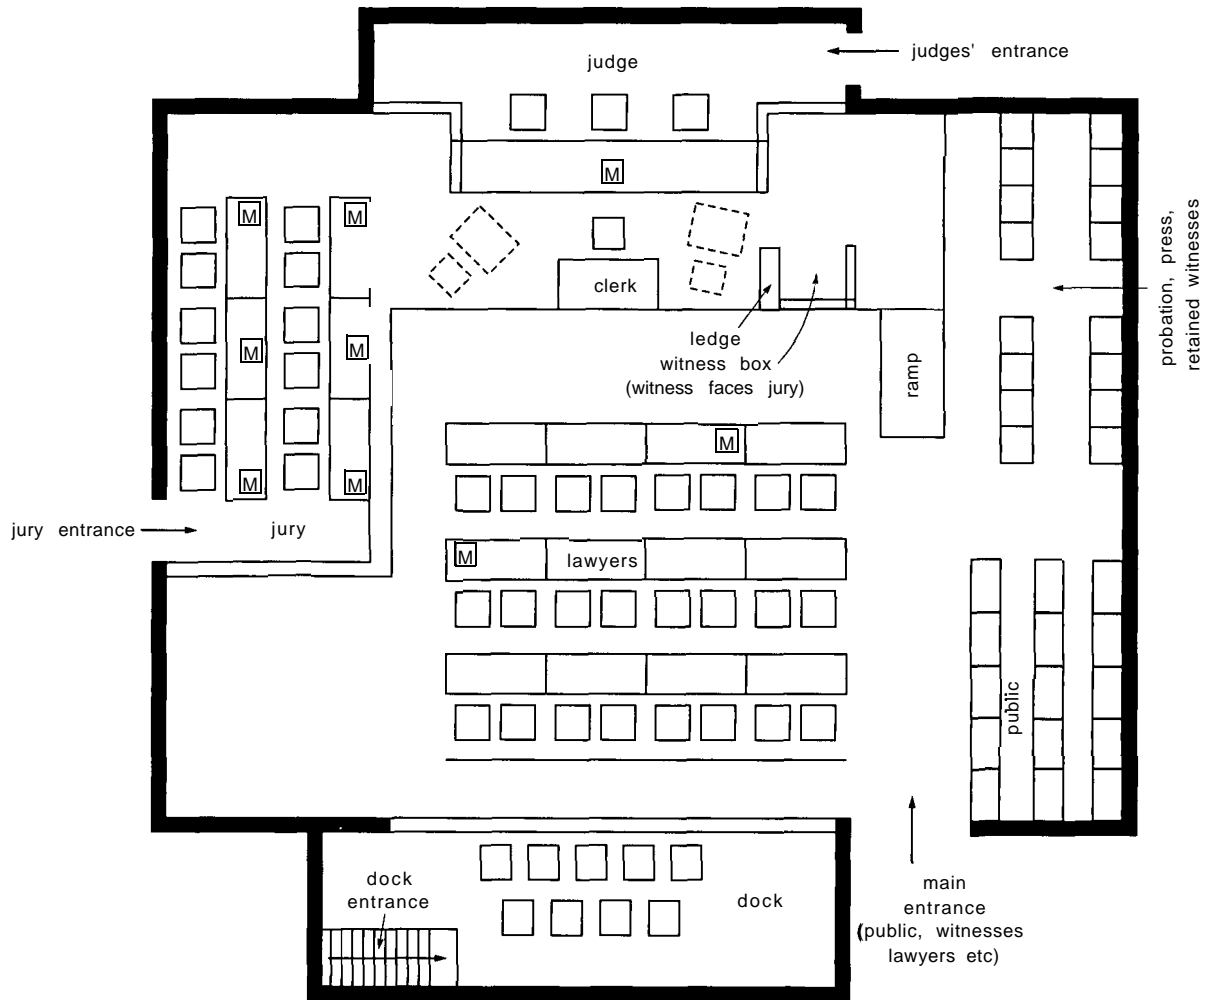 judge
judges' entrance
M
M
M
clerk
probation, press,
retained witnesses
ledge
witness box
(witness faces jury)
ramp
M
M
M
M
M
jury entrance
jury
M
lawyers
public
dock
entrance
dock
main
entrance
(public, witnesses
lawyers etc)